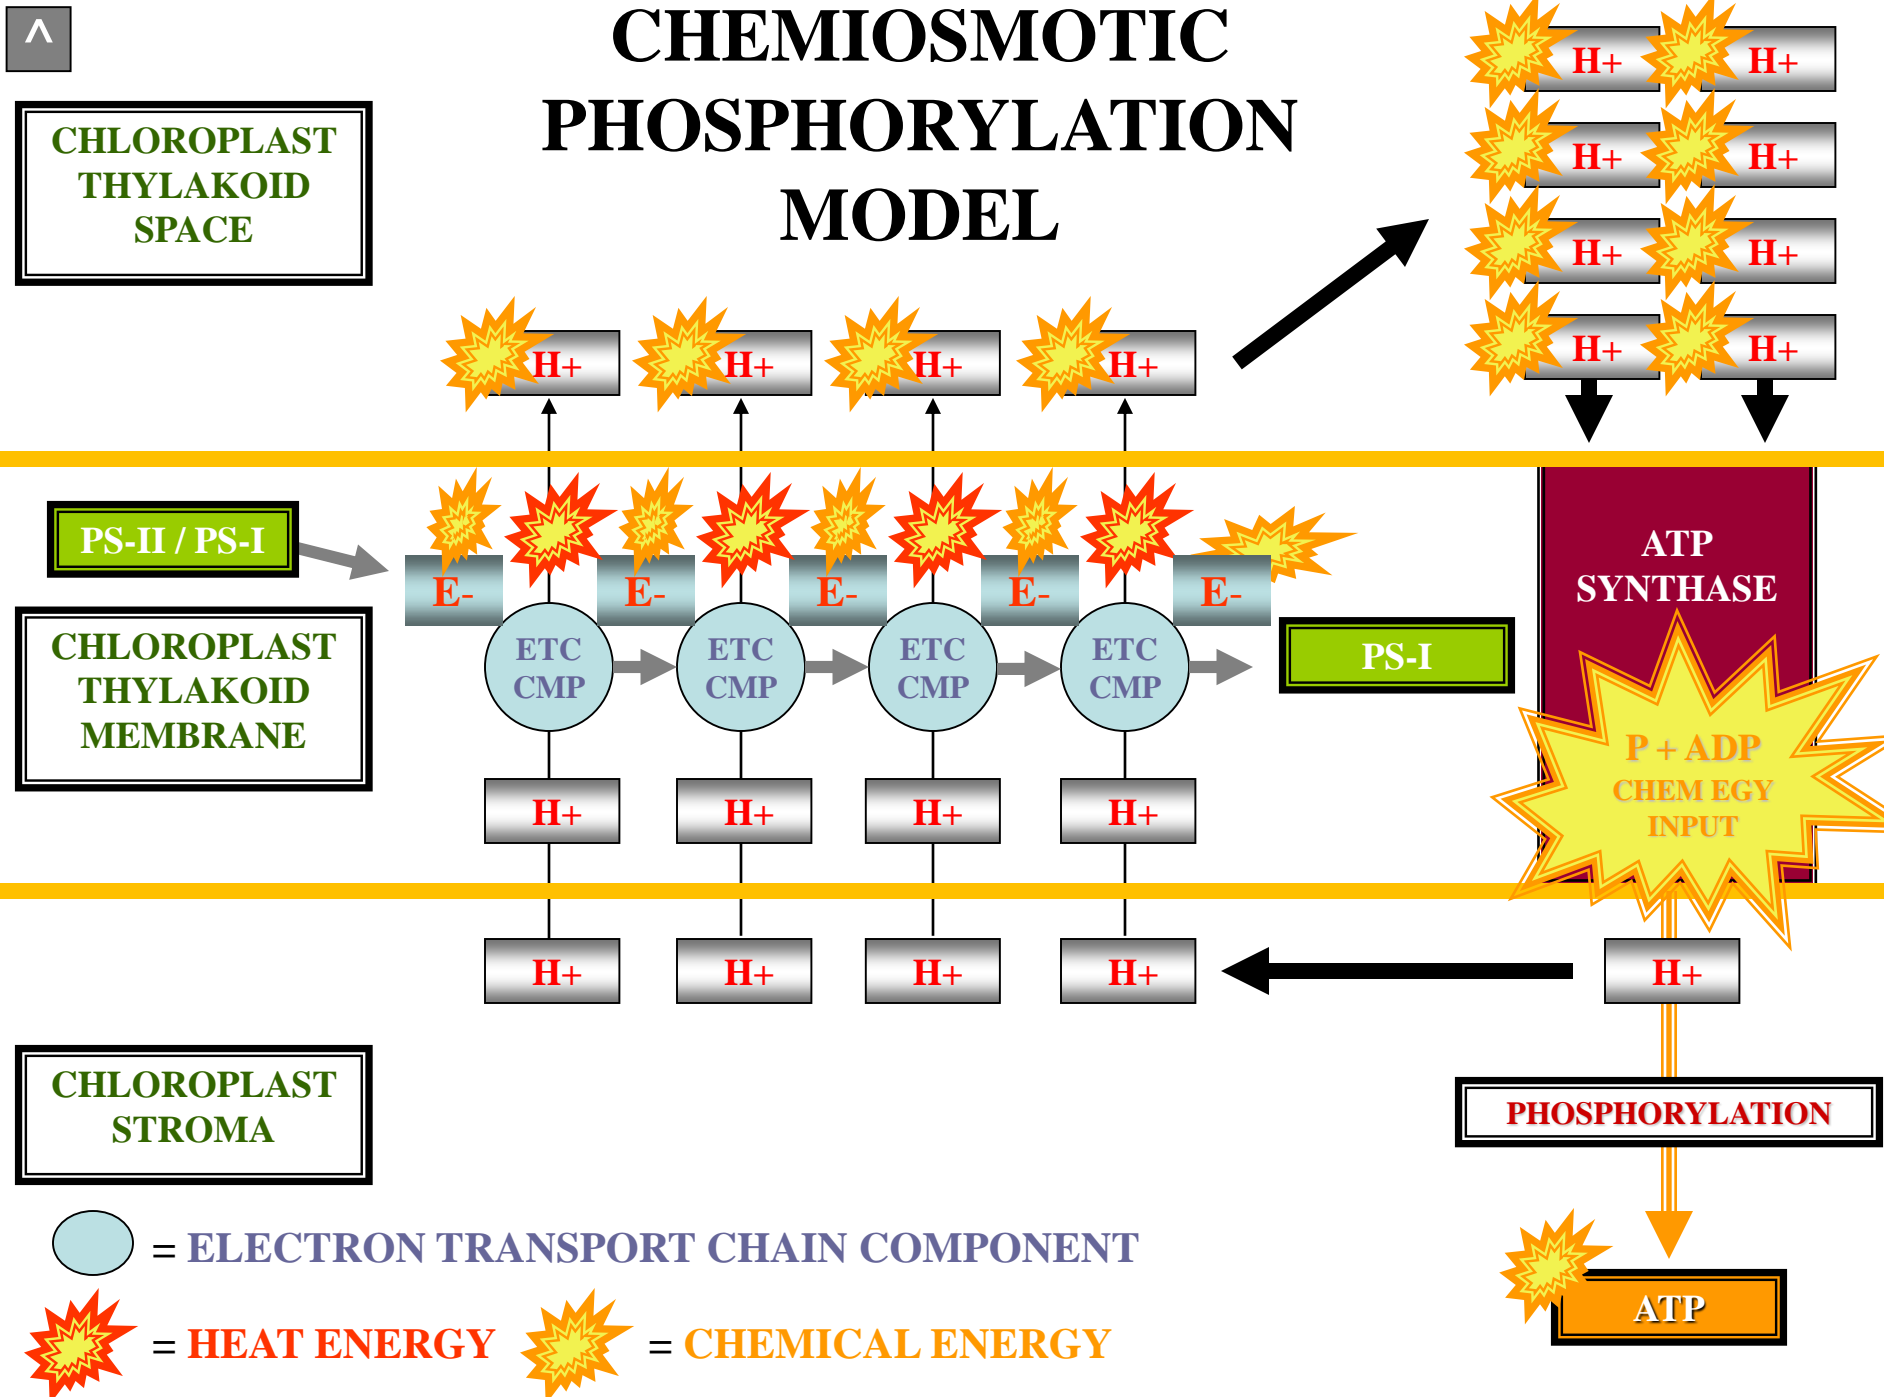 ^
CHEMIOSMOTIC
PHOSPHORYLATION
MODEL
CHLOROPLAST
THYLAKOID
SPACE
H+ H+
H+ H+
H+ H+
H+ H+
H+ H+ H+ H+
PS-II / PS-I
E- E- E- E- E-
ATP
SYNTHASE
CHLOROPLAST
THYLAKOID
MEMBRANE
ETC ETC ETC ETC
CMP CMP CMP CMP
PS-I
P + ADP
CHEM EGY
INPUT
H+ H+ H+ H+
H+ H+ H+ H+ H+
CHLOROPLAST
STROMA
PHOSPHORYLATION
= ELECTRON TRANSPORT CHAIN COMPONENT
ATP
= HEAT ENERGY = CHEMICAL ENERGY